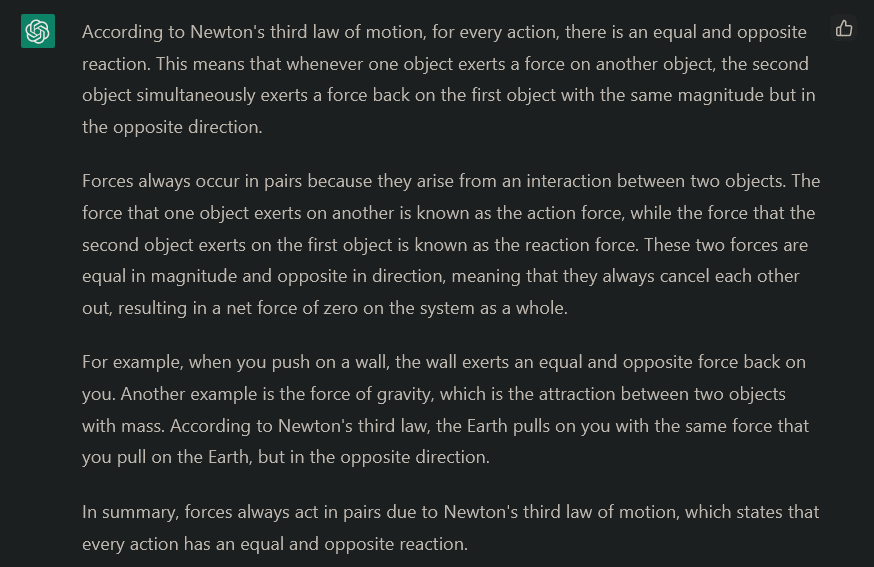 According to Newton's third law of motion, for every action, there is an equal and opposite
reaction. This means that whenever one object exerts a force on another object, the second
object simultaneously exerts a force back on the first object with the same magnitude but in
the opposite direction.
Forces always occur in pairs because they arise from an interaction between two objects. The
force that one object exerts on another is known as the action force, while the force that the
second object exerts on the first object is known as the reaction force. These two forces are
equal in magnitude and opposite in direction, meaning that they always cancel each other
out, resulting in a net force of zero on the system as a whole.
For example, when you push on a wall, the wall exerts an equal and opposite force back on
you. Another example is the force of gravity, which is the attraction between two objects
with mass. According to Newton's third law, the Earth pulls on you with the same force that
you pull on the Earth, but in the opposite direction.
In summary, forces always act in pairs due to Newton's third law of motion, which states that
every action has an equal and opposite reaction.